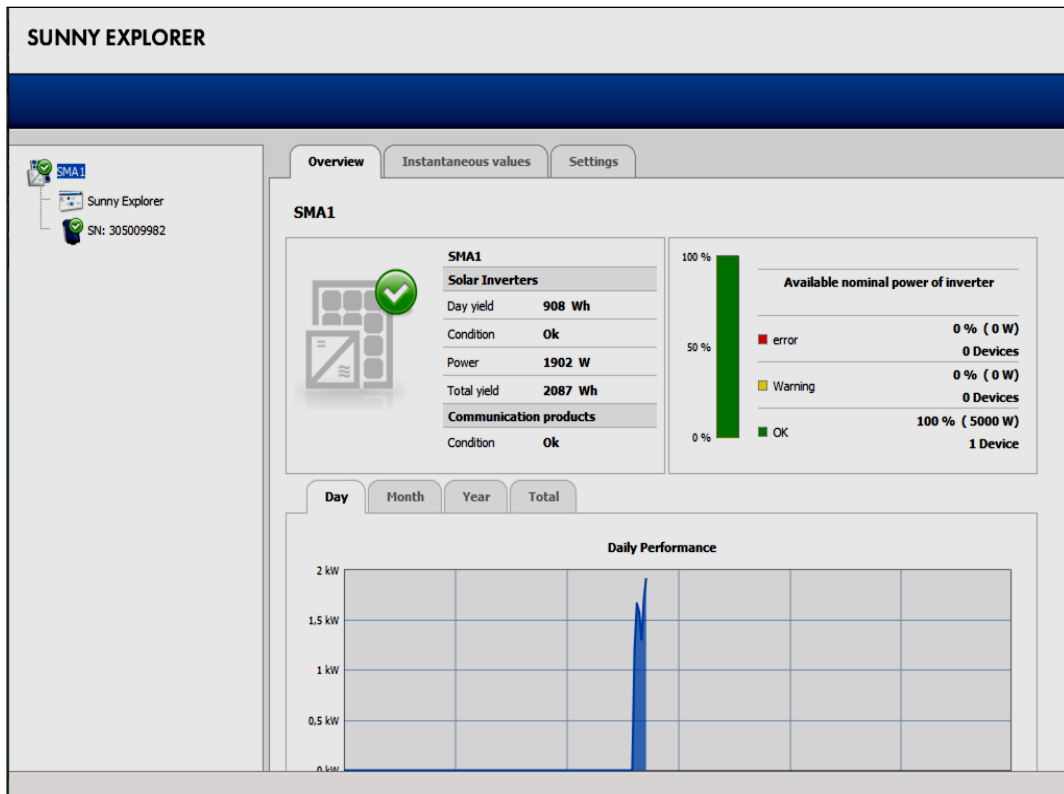 SUNNY EXPLORER
SMA1
Sunny Explorer
SN: 305009982
Overview
Instantaneous values
Settings
SMA1
SMA1
Solar Inverters
Day yield 908 Wh
Condition Ok
Power 1902 W
Total yield 2087 Wh
Communication products
Condition Ok
100 %
50 %
0 %
Available nominal power of inverter
error 0 % ( 0 W)
0 Devices
Warning 0 % ( 0 W)
0 Devices
OK 100 % ( 5000 W)
1 Device
Day
Month
Year
Total
Daily Performance
2 kW
1,5 kW
1 kW
0,5 kW
0 kW